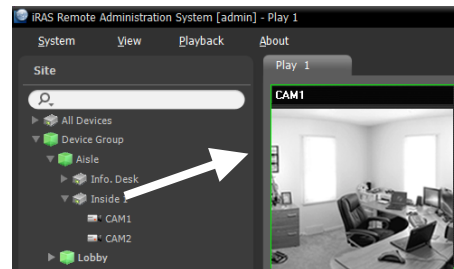 iRAS Remote Administration System [admin] - Play 1
System View Playback About
Site
Play 1
CAM1
All Devices
Device Group
Aisle
Info. Desk
Inside 1
CAM1
CAM2
Lobby